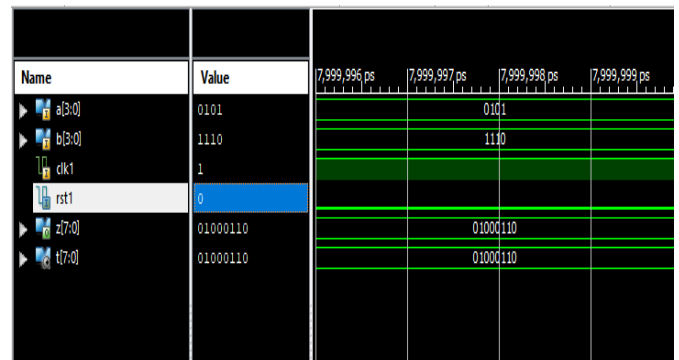 Name Value 7,999,996 ps 7,999,997 ps 7,999,998 ps 7,999,999 ps
a[3:0] 0101 0101
b[3:0] 1110 1110
clk1 1
rst1 0
z[7:0] 01000110 01000110
t[7:0] 01000110 01000110